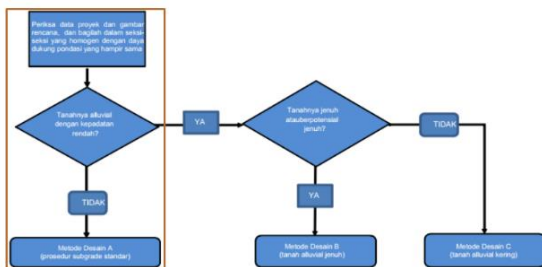 Periksa data proyek dan gambar
rencana, dan bagilah dalam seksi-
seksi yang homogen dengan daya
dukung pondasi yang hampir sama
Tanahnya alluvial
dengan kepadatan
rendah?
YA
Tanahnya jenuh
atauberpotensial
jenuh?
TIDAK
TIDAK
YA
Metode Desain A
(prosedur subgrade standar)
Metode Desain B
(tanah alluvial jenuh)
Metode Desain C
(tanah alluvial kering)